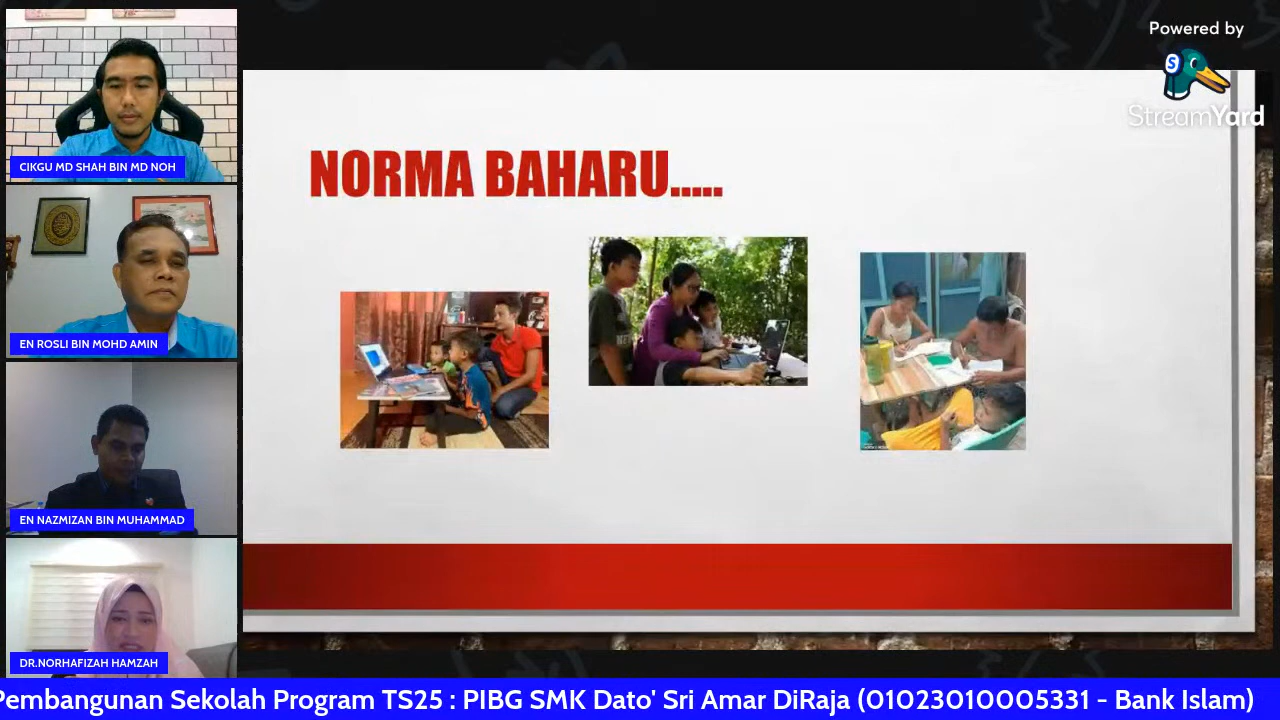 CIKGU MD SHAH BIN MD NOH
EN ROSLI BIN MOHD AMIN
EN NAZMIZAN BIN MUHAMMAD
DR.NORHAFIZAH HAMZAH
Powered by
StreamYard
NORMA BAHARU.....
Pembangunan Sekolah Program TS25 : PIBG SMK Dato' Sri Amar DiRaja (01023010005331 - Bank Islam)